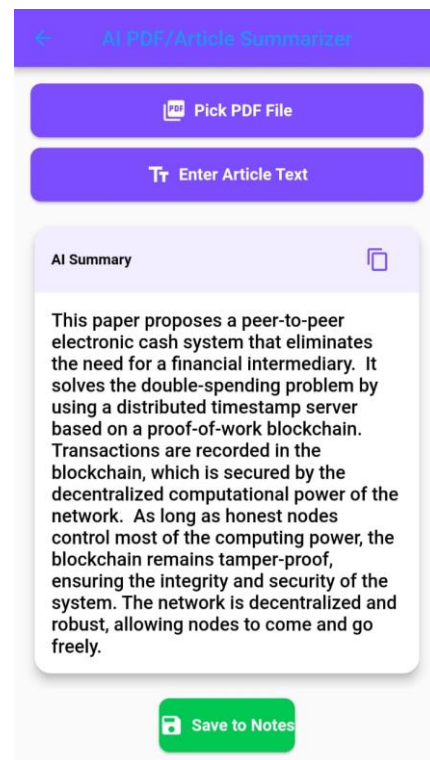 AI PDF/Article Summarizer
PDF Pick PDF File
Tт Enter Article Text
AI Summary
This paper proposes a peer-to-peer
electronic cash system that eliminates
the need for a financial intermediary.  It
solves the double-spending problem by
using a distributed timestamp server
based on a proof-of-work blockchain.
Transactions are recorded in the
blockchain, which is secured by the
decentralized computational power of the
network.  As long as honest nodes
control most of the computing power, the
blockchain remains tamper-proof,
ensuring the integrity and security of the
system. The network is decentralized and
robust, allowing nodes to come and go
freely.
Save to Notes